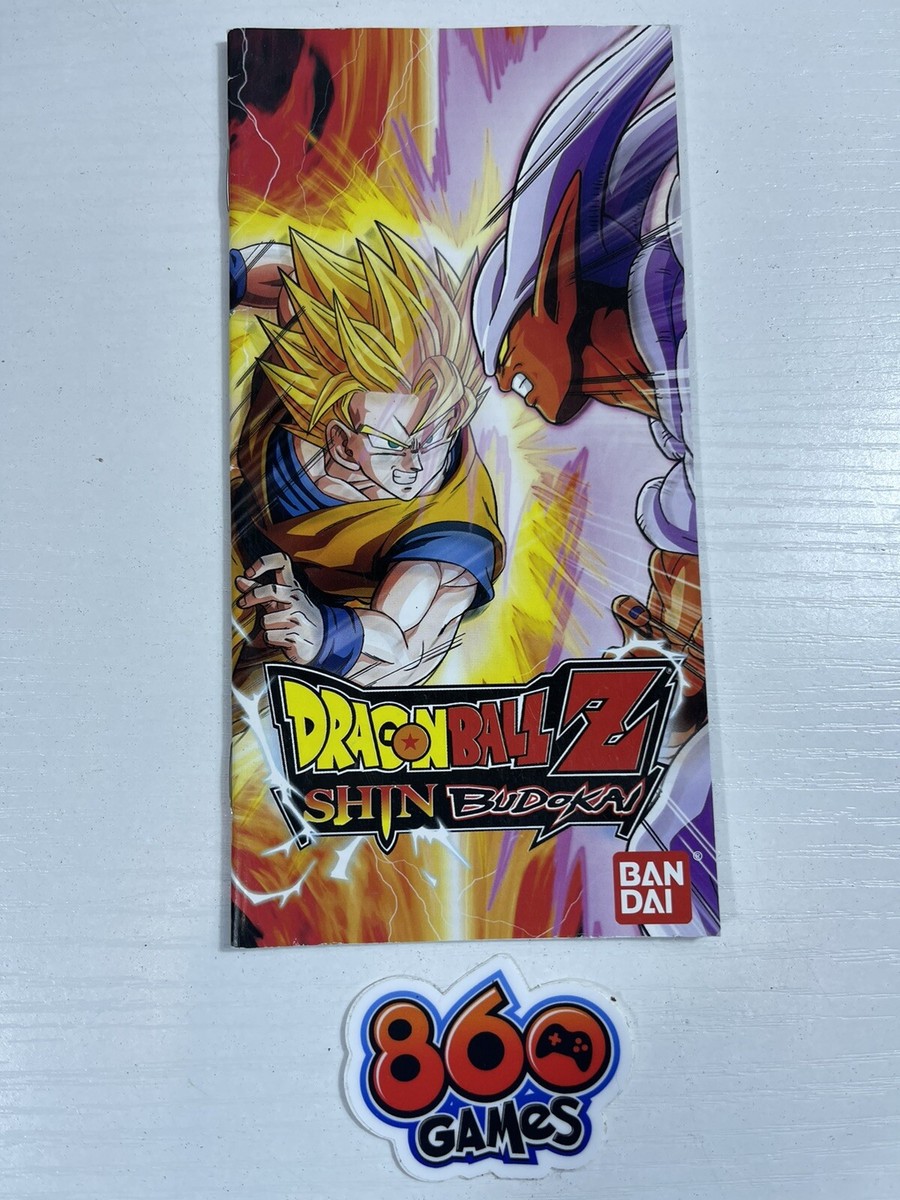 DRAGON BALL Z
SHIN BUDOKAI
BAN
DAI
®
860
GAMeS